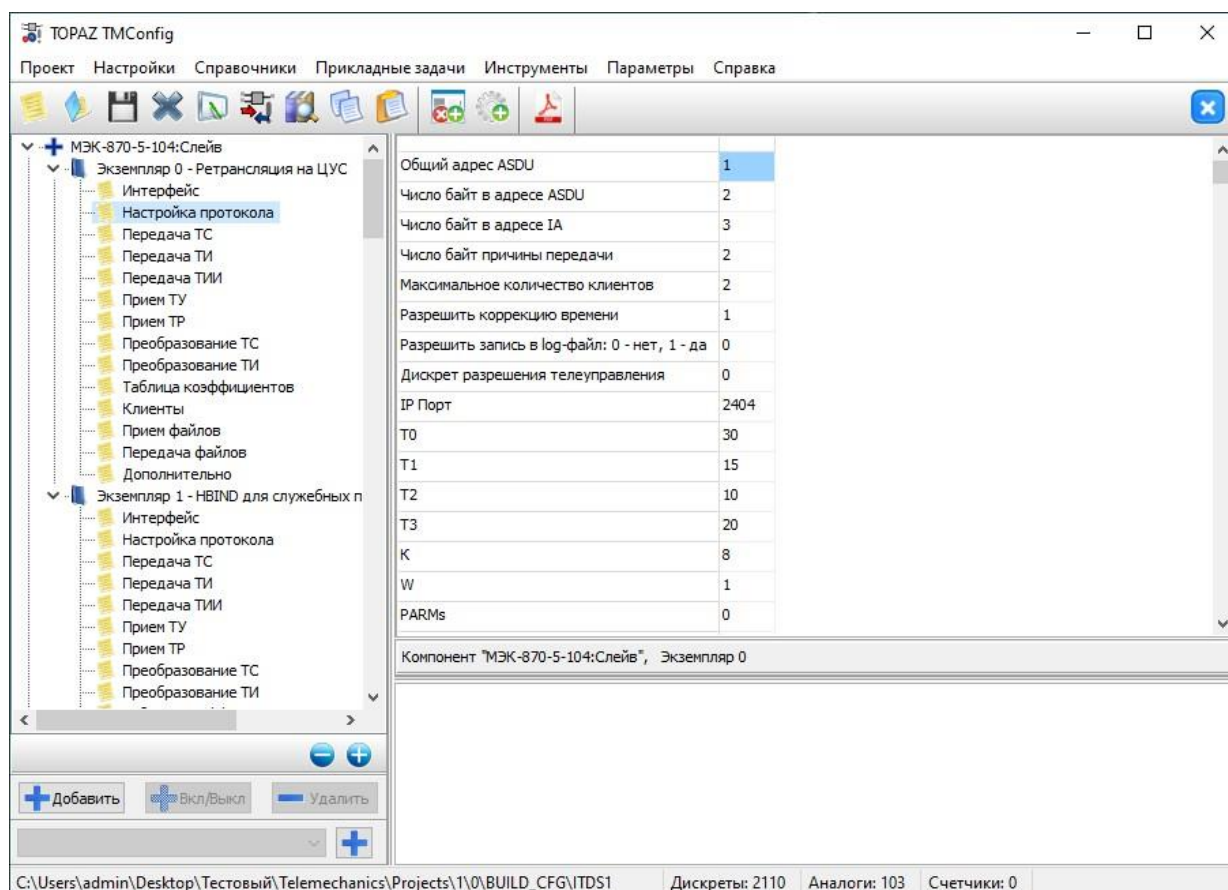 TOPAZ TMConfig
Проект Настройки Справочники Прикладные задачи Инструменты Параметры Справка
МЭК-870-5-104:Слейв
Экземпляр 0 - Ретрансляция на ЦУС
Интерфейс
Настройка протокола
Передача ТС
Передача ТИ
Передача ТИИ
Прием ТУ
Прием ТР
Преобразование ТС
Преобразование ТИ
Таблица коэффициентов
Клиенты
Прием файлов
Передача файлов
Дополнительно
Экземпляр 1 - HBIND для служебных п
Интерфейс
Настройка протокола
Передача ТС
Передача ТИ
Передача ТИИ
Прием ТУ
Прием ТР
Преобразование ТС
Преобразование ТИ
Добавить Вкл/Выкл Удалить
Общий адрес ASDU 1
Число байт в адресе ASDU 2
Число байт в адресе IA 3
Число байт причины передачи 2
Максимальное количество клиентов 2
Разрешить коррекцию времени 1
Разрешить запись в log-файл: 0 - нет, 1 - да 0
Дискрет разрешения телеуправления 0
IP Порт 2404
T0 30
T1 15
T2 10
T3 20
K 8
W 1
PARMs 0
Компонент "МЭК-870-5-104:Слейв", Экземпляр 0
C:\Users\admin\Desktop\Тестовый\Telemechanics\Projects\1\0\BUILD_CFG\ITDS1 Дискреты: 2110 Аналоги: 103 Счетчики: 0